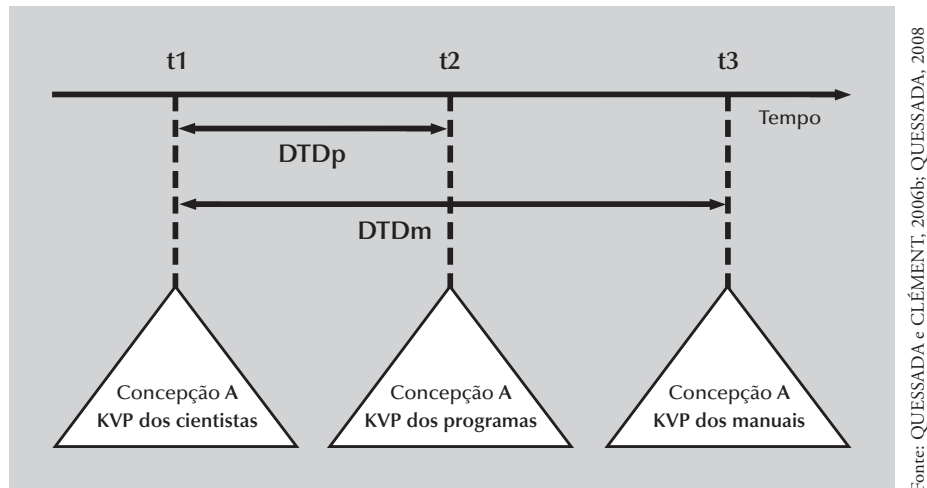 t1
t2
t3
Tempo
DTDp
DTDm
Concepção A
KVP dos cientistas
Concepção A
KVP dos programas
Concepção A
KVP dos manuais
Fonte: QUESSADA e CLÉMENT, 2006b; QUESSADA, 2008